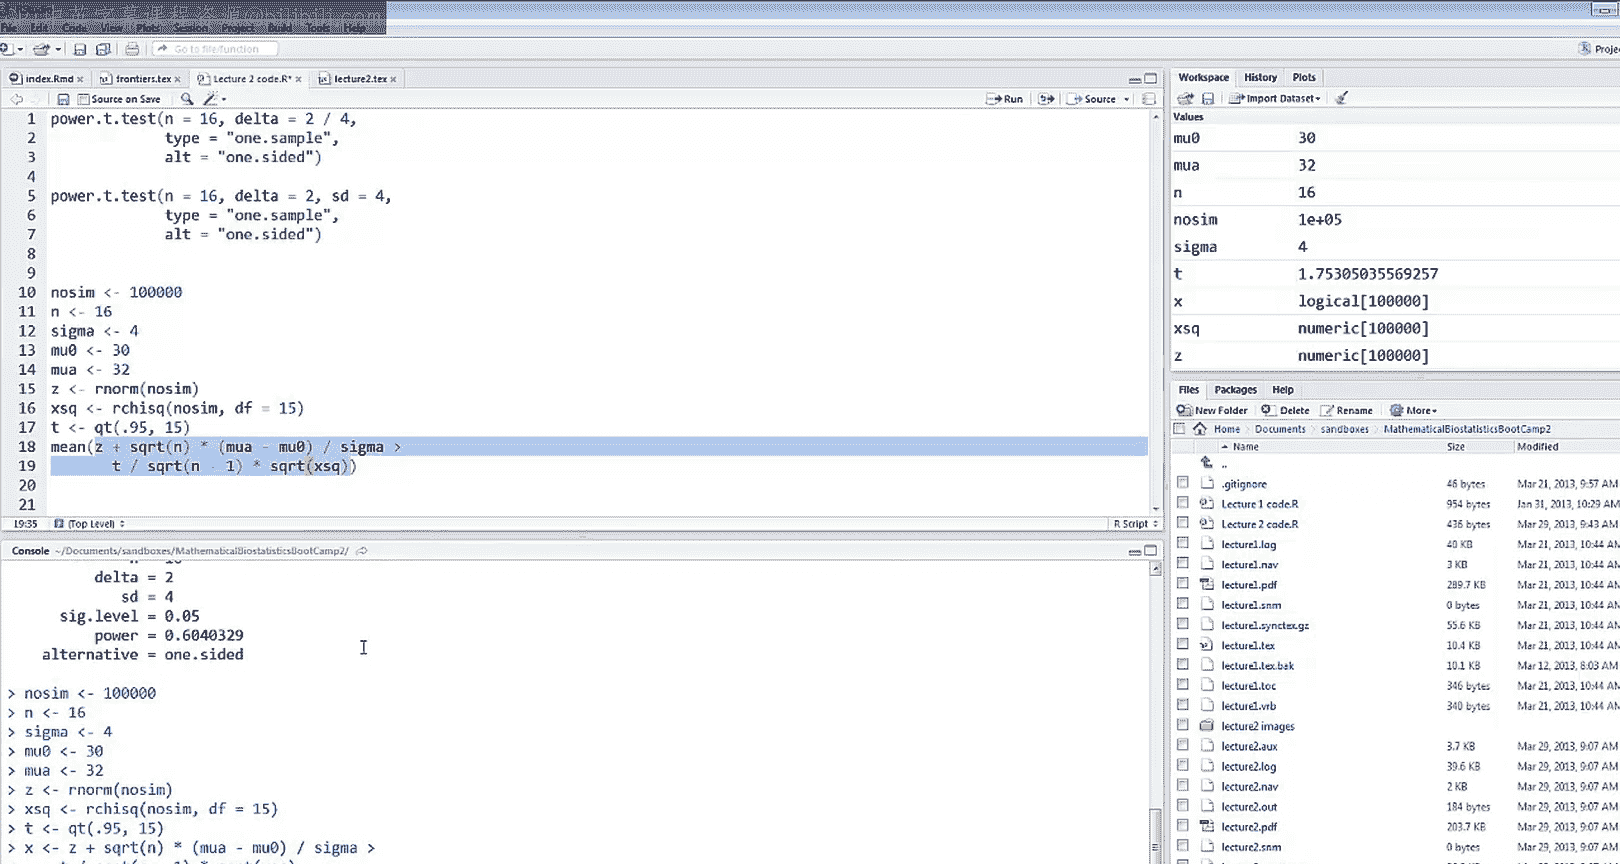 File Edit Code View Plots Session Project Build Tools Help
Go to file/function
Proje
index.Rmd × frontiers.tex × Lecture 2 code.R* × lecture2.tex ×
Source on Save Run Source
1 power.t.test(n = 16, delta = 2 / 4,
2 type = "one.sample",
3 alt = "one.sided")
4
5 power.t.test(n = 16, delta = 2, sd = 4,
6 type = "one.sample",
7 alt = "one.sided")
8
9
10 nosim <- 100000
11 n <- 16
12 sigma <- 4
13 mu0 <- 30
14 mua <- 32
15 z <- rnorm(nosim)
16 xsq <- rchisq(nosim, df = 15)
17 t <- qt(.95, 15)
18 mean(z + sqrt(n) * (mua - mu0) / sigma >
19 t / sqrt(n - 1) * sqrt(xsq))
20
21
19:35 (Top Level) R Script
Console ~/Documents/sandboxes/MathematicalBiostatisticsBootCamp2/
delta = 2
sd = 4
sig.level = 0.05
power = 0.6040329
alternative = one.sided
> nosim <- 100000
> n <- 16
> sigma <- 4
> mu0 <- 30
> mua <- 32
> z <- rnorm(nosim)
> xsq <- rchisq(nosim, df = 15)
> t <- qt(.95, 15)
> x <- z + sqrt(n) * (mua - mu0) / sigma >
Workspace History Plots
Import Dataset
Values
mu0 30
mua 32
n 16
nosim 1e+05
sigma 4
t 1.75305035569257
x logical[100000]
xsq numeric[100000]
z numeric[100000]
Files Packages Help
New Folder Delete Rename More
Home Documents sandboxes MathematicalBiostatisticsBootCamp2
Name Size Modified
..
.gitignore 46 bytes Mar 21, 2013, 9:57 AM
Lecture 1 code.R 954 bytes Jan 31, 2013, 10:29 AM
Lecture 2 code.R 436 bytes Mar 29, 2013, 9:43 AM
lecture1.log 40 KB Mar 21, 2013, 10:44 AM
lecture1.nav 3 KB Mar 21, 2013, 10:44 AM
lecture1.pdf 289.7 KB Mar 21, 2013, 10:44 AM
lecture1.snm 0 bytes Mar 21, 2013, 10:44 AM
lecture1.synctex.gz 55.6 KB Mar 21, 2013, 10:44 AM
lecture1.tex 10.4 KB Mar 21, 2013, 10:44 AM
lecture1.tex.bak 10.1 KB Mar 12, 2013, 8:03 AM
lecture1.toc 346 bytes Mar 21, 2013, 10:44 AM
lecture1.vrb 340 bytes Mar 21, 2013, 10:44 AM
lecture2 images
lecture2.aux 3.7 KB Mar 29, 2013, 9:07 AM
lecture2.log 39.6 KB Mar 29, 2013, 9:07 AM
lecture2.nav 2 KB Mar 29, 2013, 9:07 AM
lecture2.out 184 bytes Mar 29, 2013, 9:07 AM
lecture2.pdf 203.7 KB Mar 29, 2013, 9:07 AM
lecture2.snm 0 bytes Mar 29, 2013, 9:07 AM